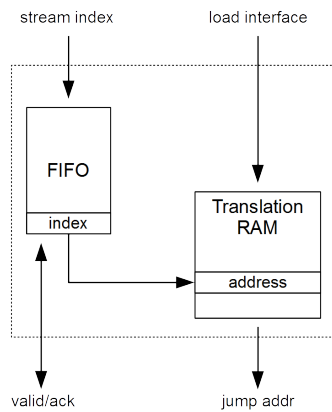 stream index
load interface
FIFO
index
Translation
RAM
address
valid/ack
jump addr